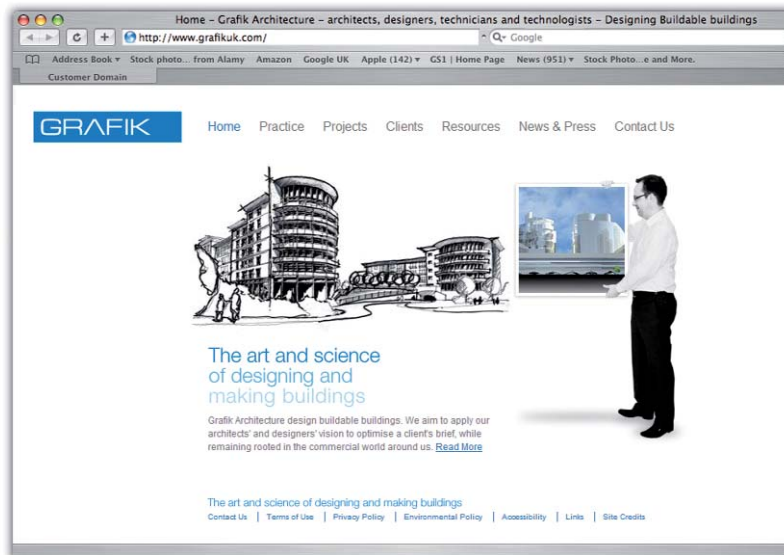 Home – Grafik Architecture – architects, designers, technicians and technologists – Designing Buildable buildings
http://www.grafikuk.com/
Google
Address Book Stock photo... from Alamy Amazon Google UK Apple (142) GS1 | Home Page News (951) Stock Photo...e and More.
Customer Domain
GRAFIK
Home Practice Projects Clients Resources News & Press Contact Us
The art and science
of designing and
making buildings
Grafik Architecture design buildable buildings. We aim to apply our
architects' and designers' vision to optimise a client's brief, while
remaining rooted in the commercial world around us. Read More
The art and science of designing and making buildings
Contact Us | Terms of Use | Privacy Policy | Environmental Policy | Accessibility | Links | Site Credits